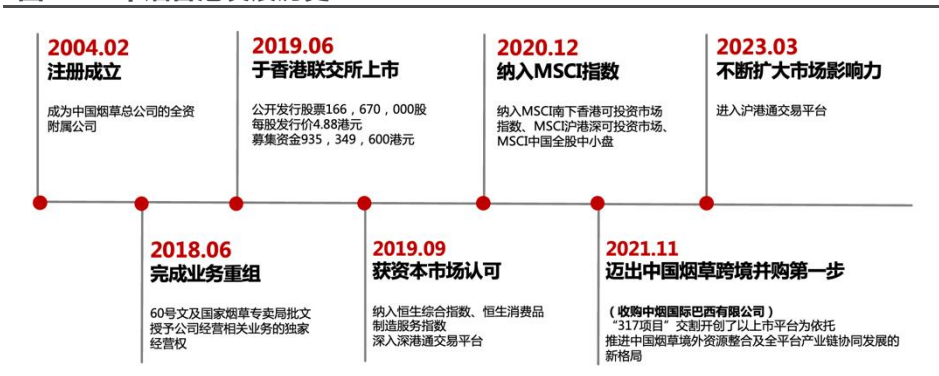 2004.02
注册成立
成为中国烟草总公司的全资
附属公司
2019.06
于香港联交所上市
公开发行股票166，670，000股
每股发行价4.88港元
募集资金935，349，600港元
2020.12
纳入MSCI指数
纳入MSCI南下香港可投资市场
指数、MSCI沪港深可投资市场、
MSCI中国全股中小盘
2023.03
不断扩大市场影响力
进入沪港通交易平台
2018.06
完成业务重组
60号文及国家烟草专卖局批文
授予公司经营相关业务的独家
经营权
2019.09
获资本市场认可
纳入恒生综合指数、恒生消费品
制造服务指数
深入深港通交易平台
2021.11
迈出中国烟草跨境并购第一步
（收购中烟国际巴西有限公司）
“317项目”交割开创了以上市平台为依托
推进中国烟草境外资源整合及全平台产业链协同发展的
新格局